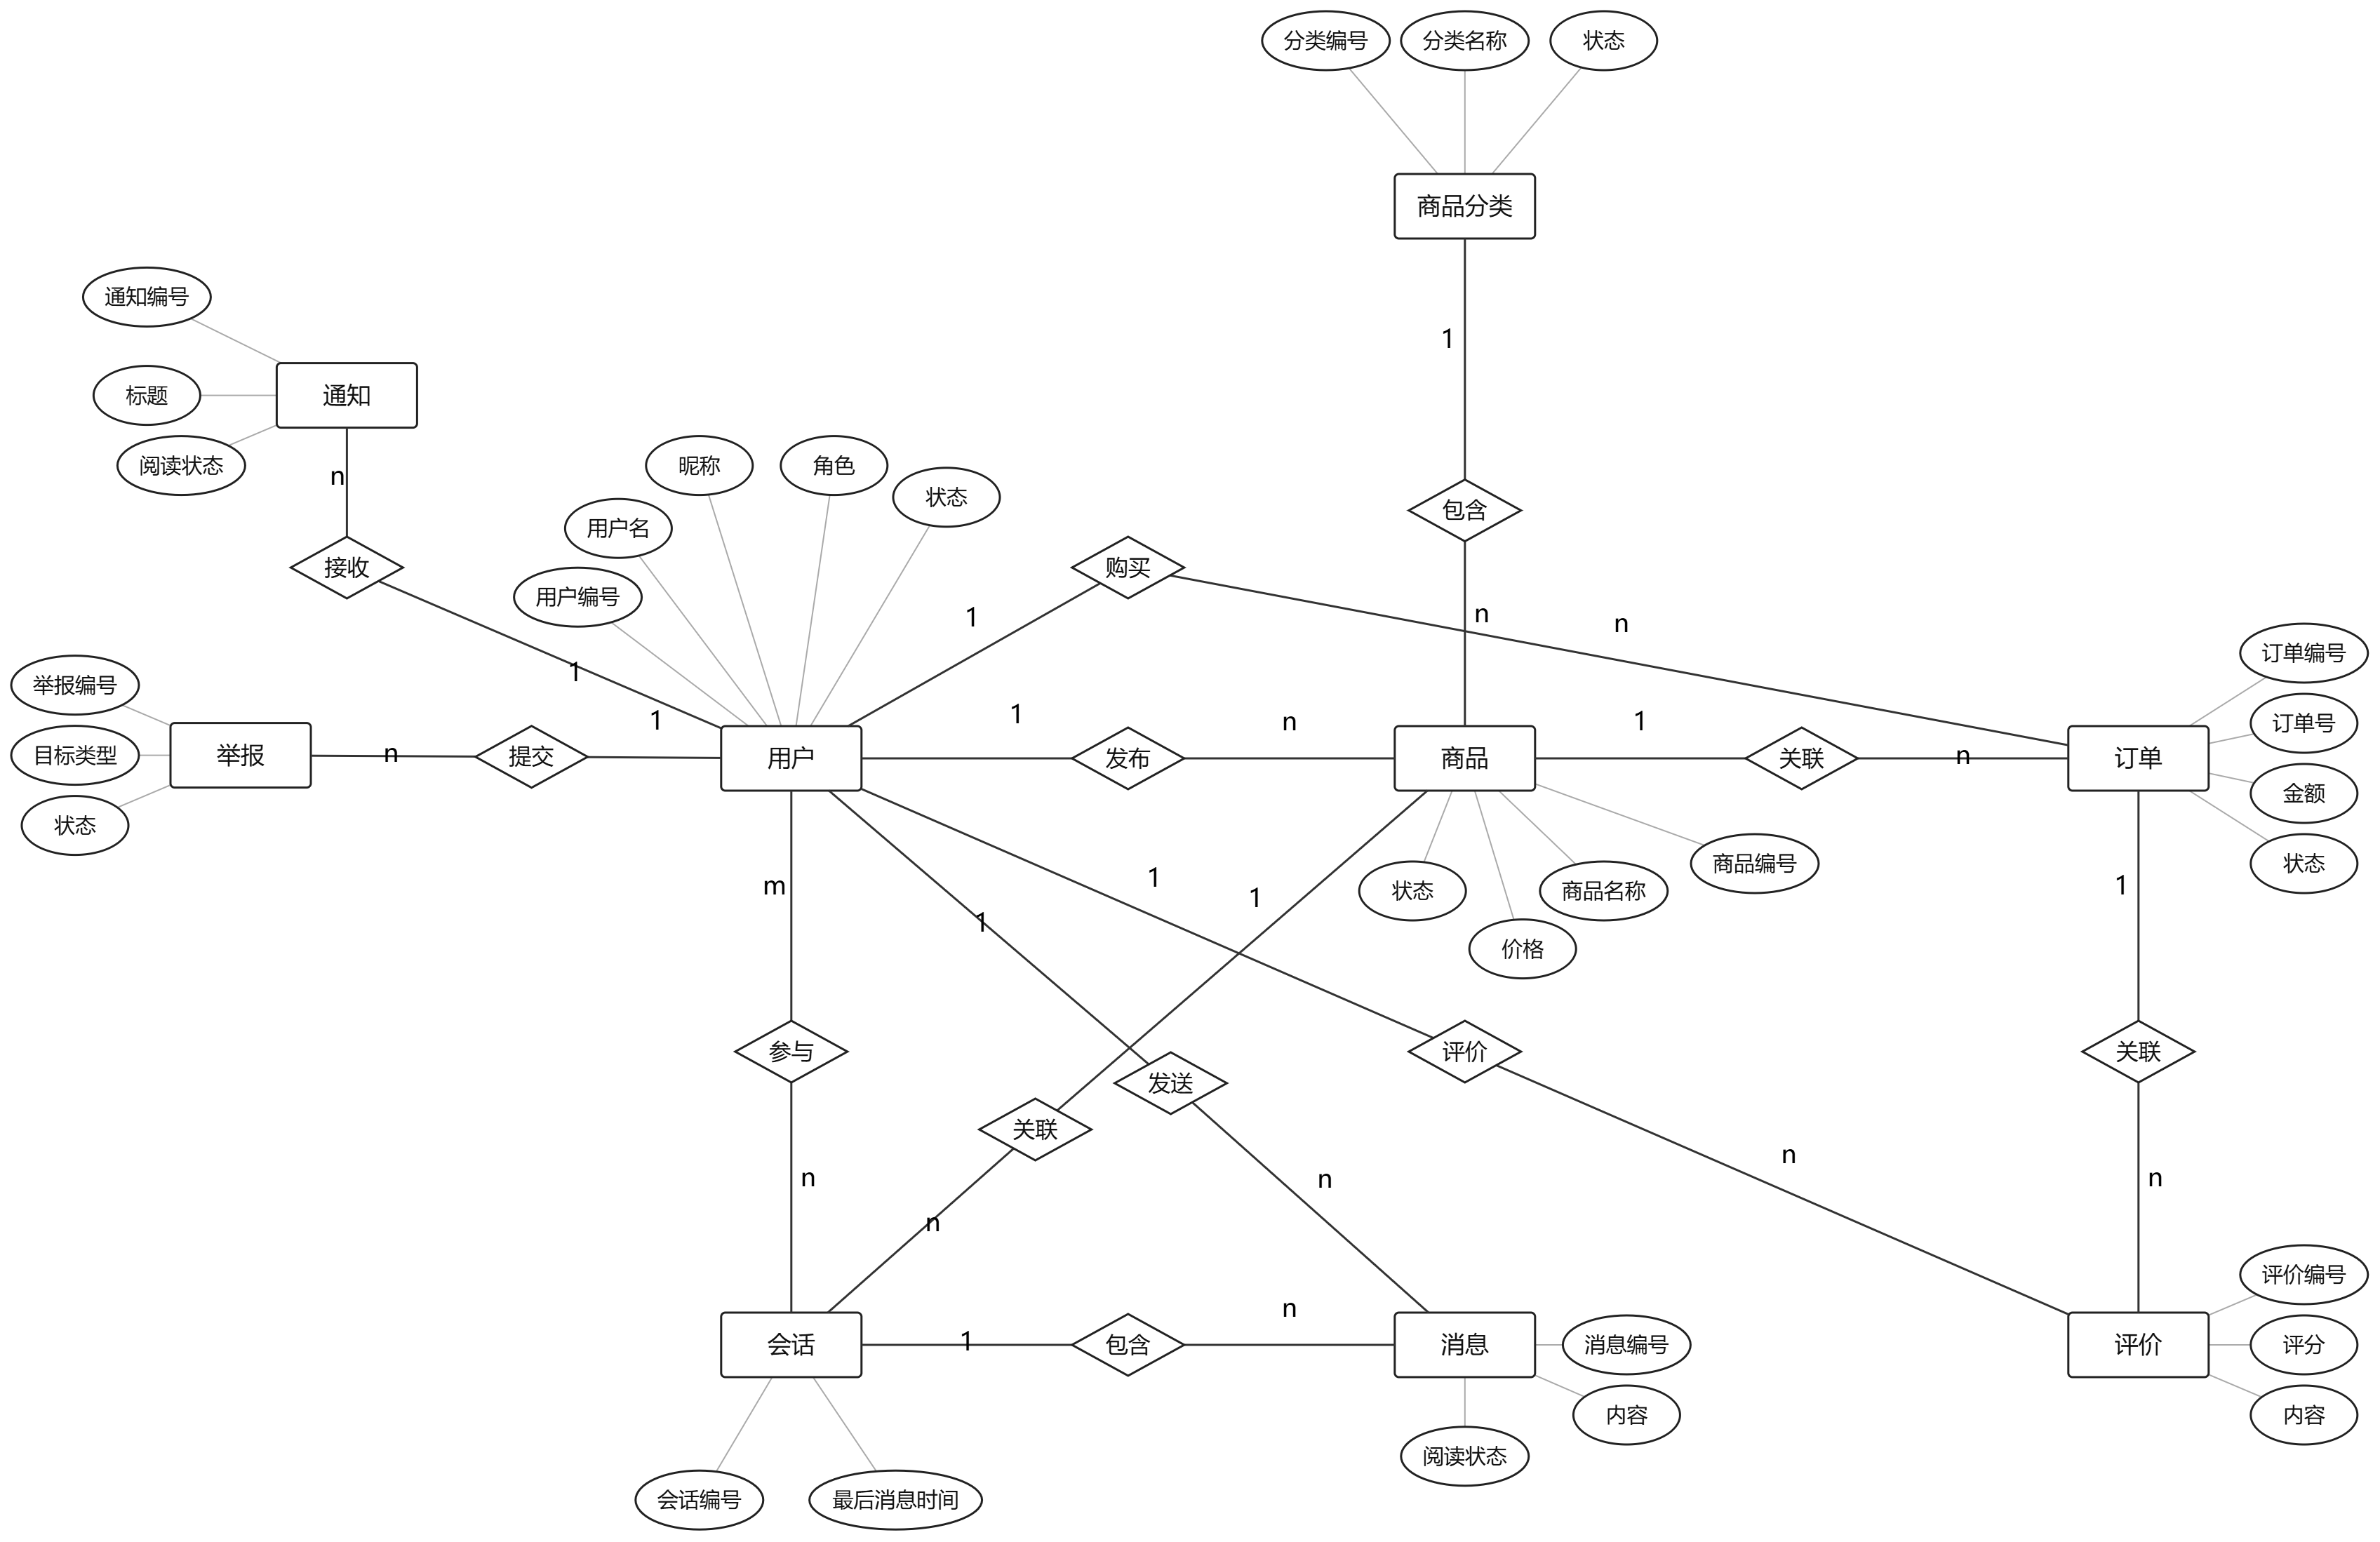 分类编号
分类名称
状态
商品分类
1
通知编号
标题
阅读状态
通知
n
接收
1
昵称
角色
状态
用户名
用户编号
包含
n
购买
1
n
举报编号
目标类型
状态
举报
n
提交
1
用户
1
发布
n
商品
1
关联
n
订单
订单编号
订单号
金额
状态
状态
价格
商品名称
商品编号
m
1
1
1
1
参与
发送
评价
关联
关联
n
n
n
n
n
会话
1
包含
n
消息
消息编号
内容
阅读状态
评价
评价编号
评分
内容
会话编号
最后消息时间